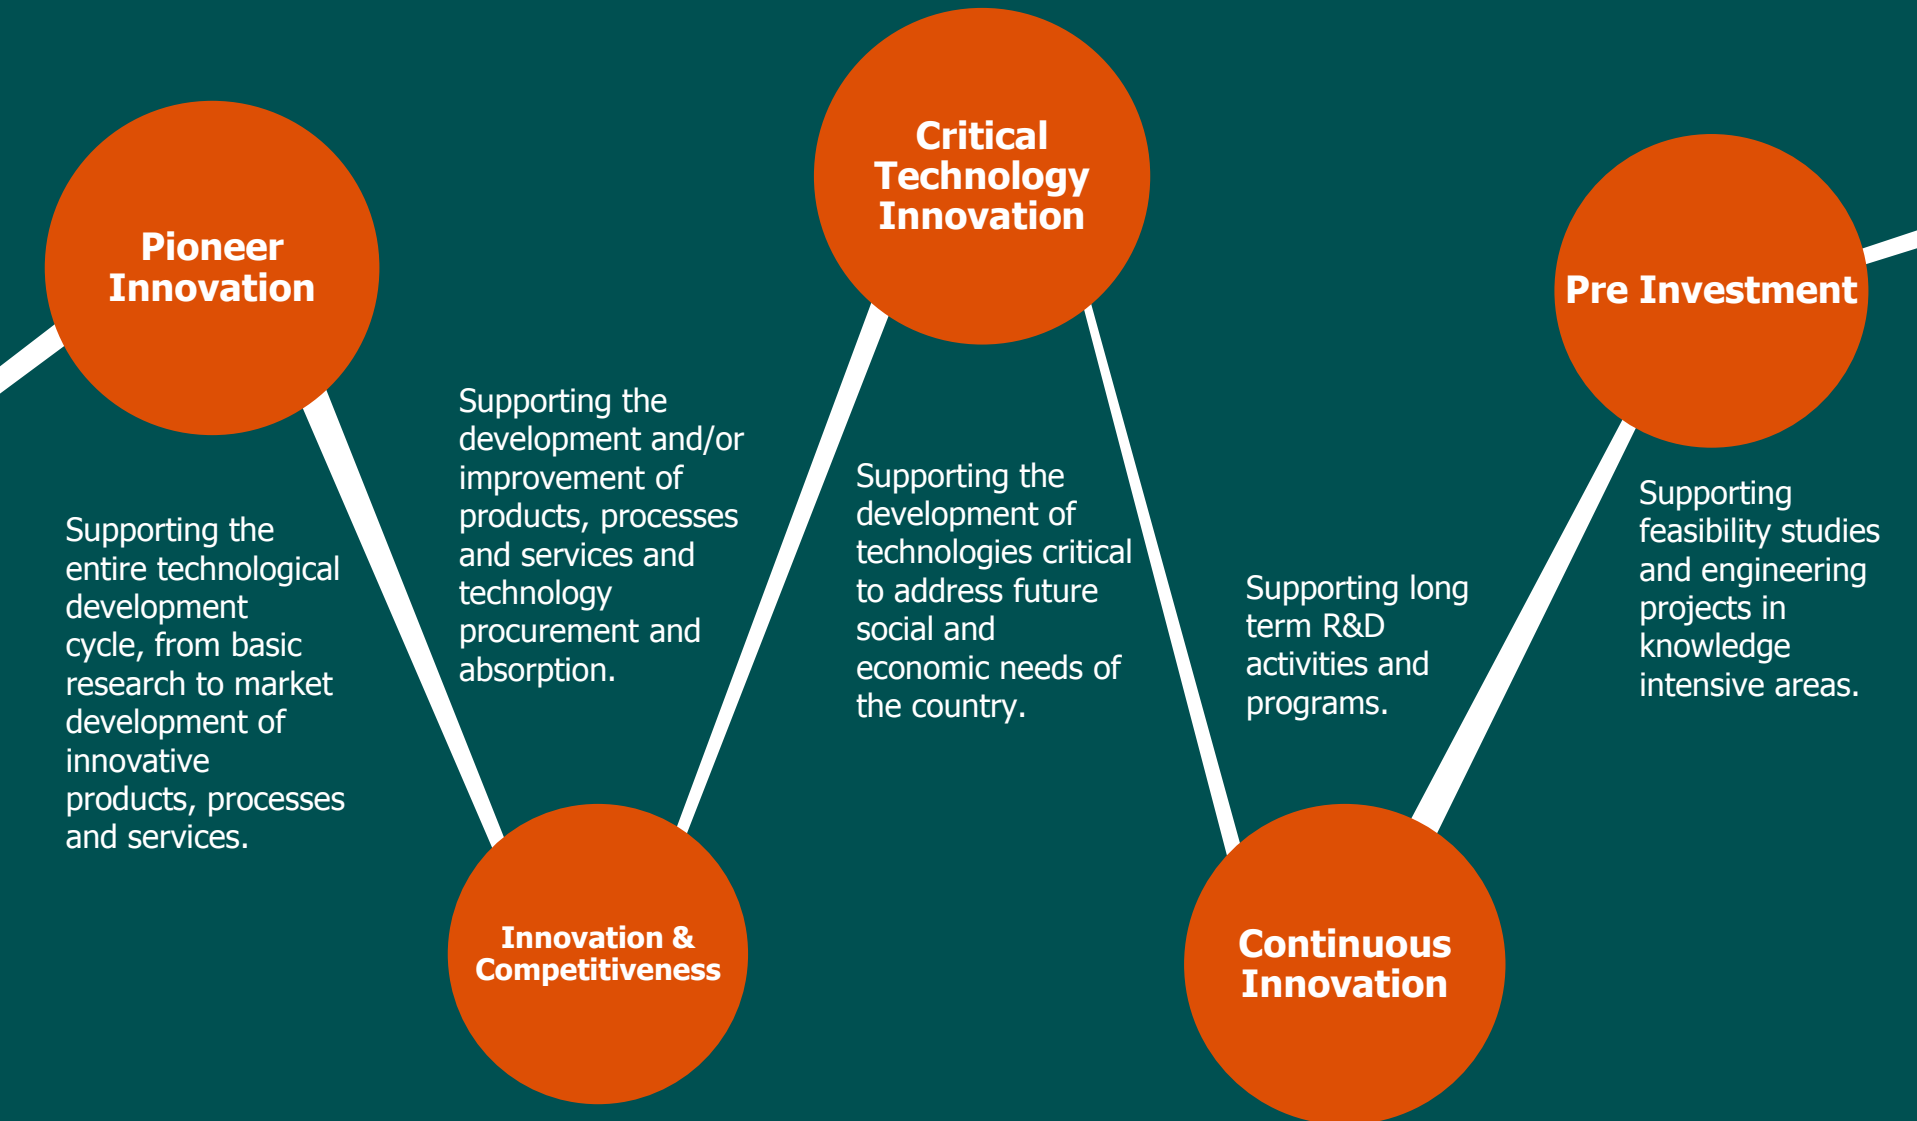 Pioneer
Innovation
Supporting the
entire technological
development
cycle, from basic
research to market
development of
innovative
products, processes
and services.
Supporting the
development and/or
improvement of
products, processes
and services and
technology
procurement and
absorption.
Innovation &
Competitiveness
Critical
Technology
Innovation
Supporting the
development of
technologies critical
to address future
social and
economic needs of
the country.
Supporting long
term R&D
activities and
programs.
Continuous
Innovation
Pre Investment
Supporting
feasibility studies
and engineering
projects in
knowledge
intensive areas.